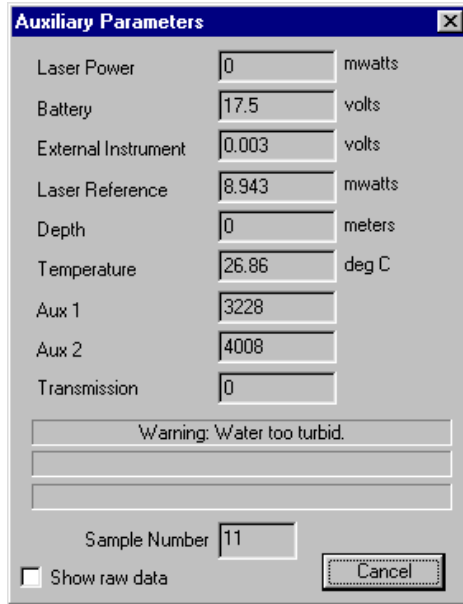 Auxiliary Parameters
Laser Power 0 mwatts
Battery 17.5 volts
External Instrument 0.003 volts
Laser Reference 8.943 mwatts
Depth 0 meters
Temperature 26.86 deg C
Aux 1 3228
Aux 2 4008
Transmission 0
Warning: Water too turbid.
Sample Number 11
Show raw data Cancel